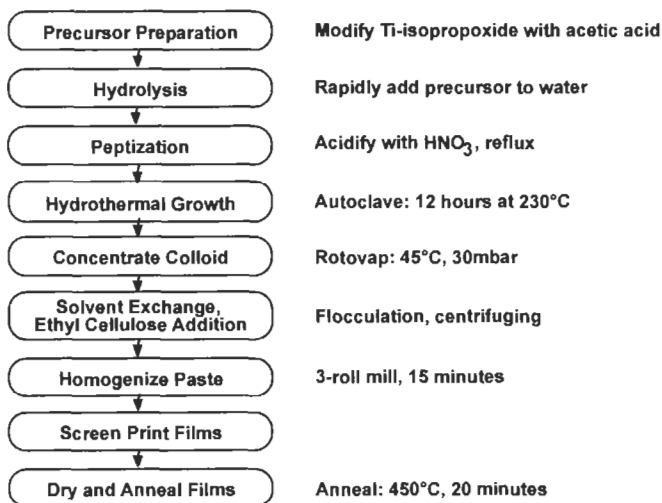 Precursor Preparation
Modify Ti-isopropoxide with acetic acid
Hydrolysis
Rapidly add precursor to water
Peptization
Acidify with HNO3, reflux
Hydrothermal Growth
Autoclave: 12 hours at 230°C
Concentrate Colloid
Rotovap: 45°C, 30mbar
Solvent Exchange,
Ethyl Cellulose Addition
Flocculation, centrifuging
Homogenize Paste
3-roll mill, 15 minutes
Screen Print Films
Dry and Anneal Films
Anneal: 450°C, 20 minutes